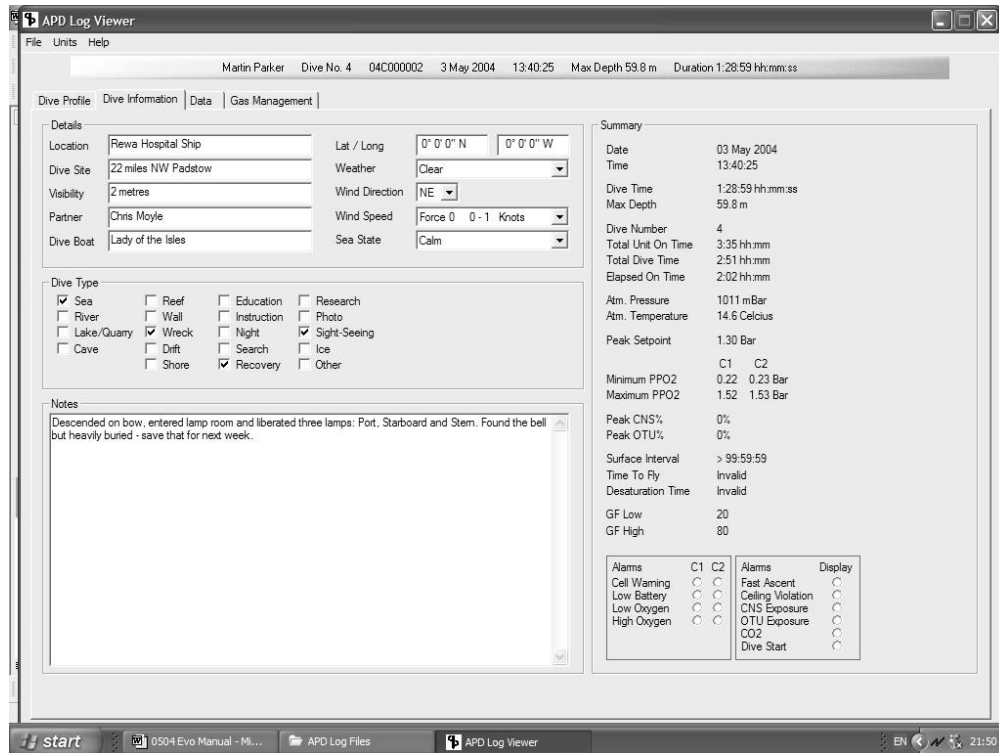 APD Log Viewer
File Units Help
Martin Parker Dive No. 4 04C000002 3 May 2004 13:40:25 Max Depth 59.8 m Duration 1:28:59 hh:mm:ss
Dive Profile Dive Information Data Gas Management
Details
Location Rewa Hospital Ship
Dive Site 22 miles NW Padstow
Visibility 2 metres
Partner Chris Moyle
Dive Boat Lady of the Isles
Lat / Long 0° 0' 0" N 0° 0' 0" W
Weather Clear
Wind Direction NE
Wind Speed Force 0 0 - 1 Knots
Sea State Calm
Dive Type
Sea Reef Education Research
River Wall Instruction Photo
Lake/Quarry Wreck Night Sight-Seeing
Cave Drift Search Ice
Shore Recovery Other
Notes
Descended on bow, entered lamp room and liberated three lamps: Port, Starboard and Stern. Found the bell
but heavily buried - save that for next week.
Summary
Date 03 May 2004
Time 13:40:25
Dive Time 1:28:59 hh:mm:ss
Max Depth 59.8 m
Dive Number 4
Total Unit On Time 3:35 hh:mm
Total Dive Time 2:51 hh:mm
Elapsed On Time 2:02 hh:mm
Atm. Pressure 1011 mBar
Atm. Temperature 14.6 Celcius
Peak Setpoint 1.30 Bar
C1 C2
Minimum PPO2 0.22 0.23 Bar
Maximum PPO2 1.52 1.53 Bar
Peak CNS% 0%
Peak OTU% 0%
Surface Interval > 99:59:59
Time To Fly Invalid
Desaturation Time Invalid
GF Low 20
GF High 80
Alarms C1 C2
Cell Warning
Low Battery
Low Oxygen
High Oxygen
Alarms Display
Fast Ascent
Ceiling Violation
CNS Exposure
OTU Exposure
CO2
Dive Start
start 0504 Evo Manual - Mi... APD Log Files APD Log Viewer EN 21:50